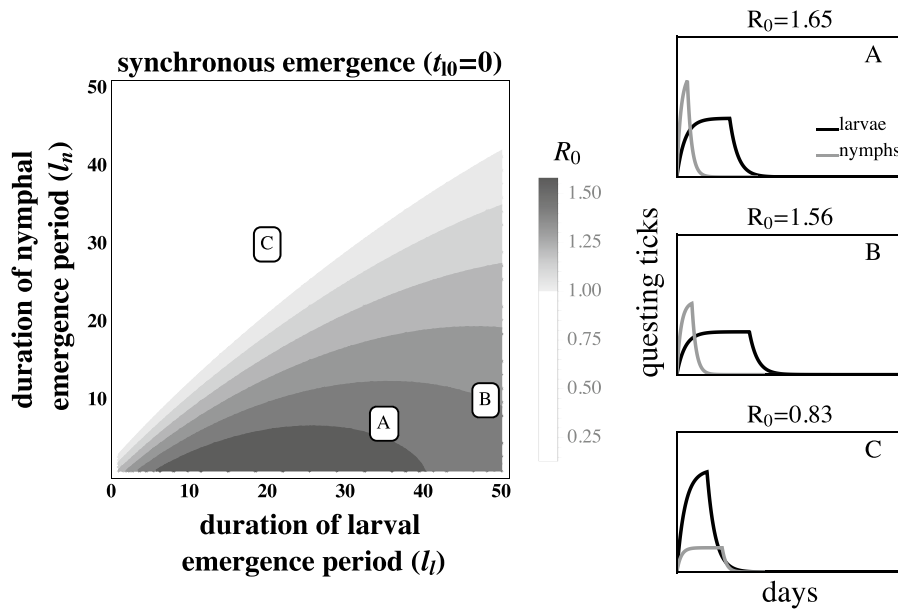 synchronous emergence (tl0=0)
50
40
30
20
10
0
10
20
30
40
50
duration of nymphal
emergence period (ln)
duration of larval
emergence period (ll)
A
B
C
R0
1.50
1.25
1.00
0.75
0.50
0.25
questing ticks
R0=1.65
A
larvae
nymphs
R0=1.56
B
R0=0.83
C
days